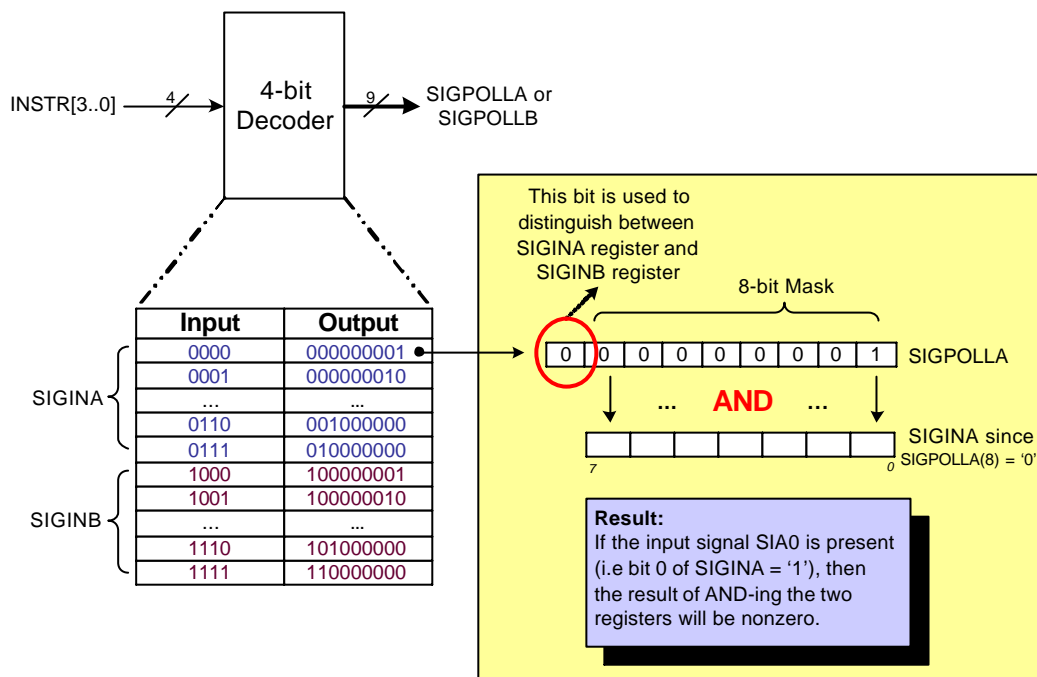 INSTR[3..0]
4
4-bit
Decoder
9
SIGPOLLA or
SIGPOLLB
Input Output
0000 000000001
0001 000000010
... ...
0110 001000000
0111 010000000
1000 100000001
1001 100000010
... ...
1110 101000000
1111 110000000
SIGINA
SIGINB
This bit is used to
distinguish between
SIGINA register and
SIGINB register
8-bit Mask
0 0 0 0 0 0 0 0 1
SIGPOLLA
... AND ...
7 0
SIGINA since
SIGPOLLA(8) = ‘0’
Result:
If the input signal SIA0 is present
(i.e bit 0 of SIGINA = ‘1’), then
the result of AND-ing the two
registers will be nonzero.